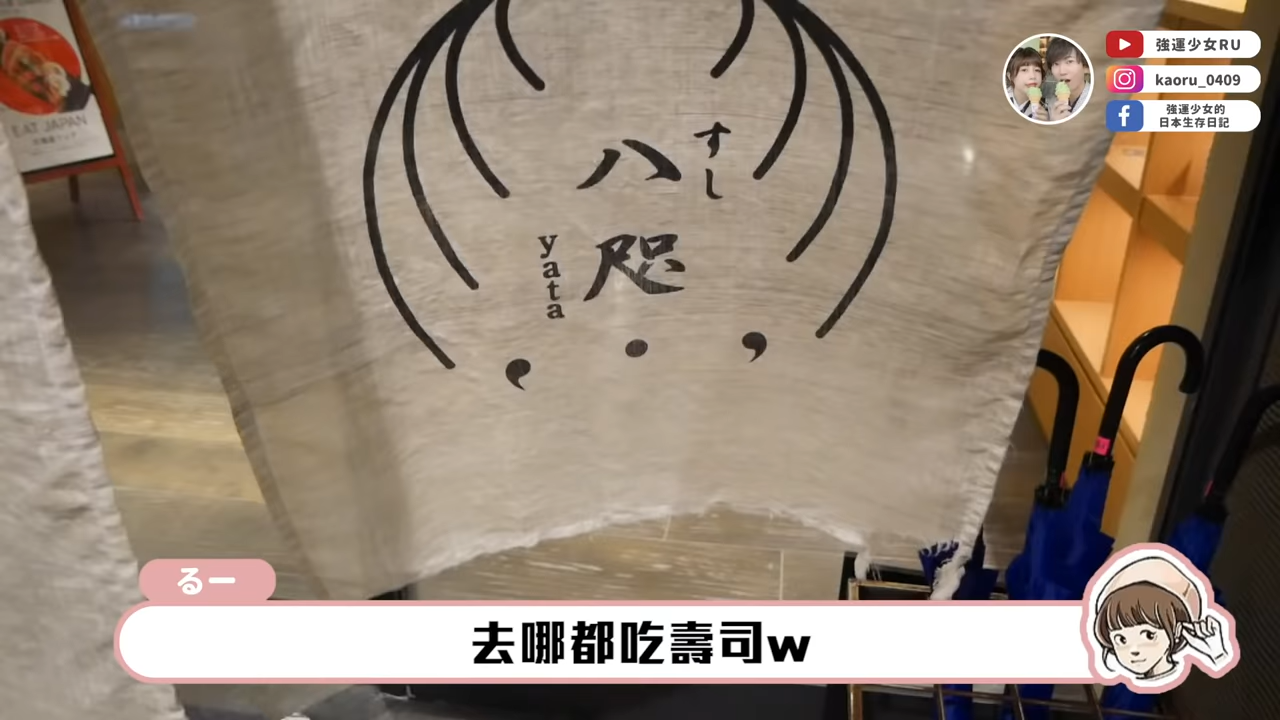 強運少女RU
kaoru_0409
強運少女的
日本生存日記
EAT JAPAN
すし
八咫
yata
るー
去哪都吃壽司w